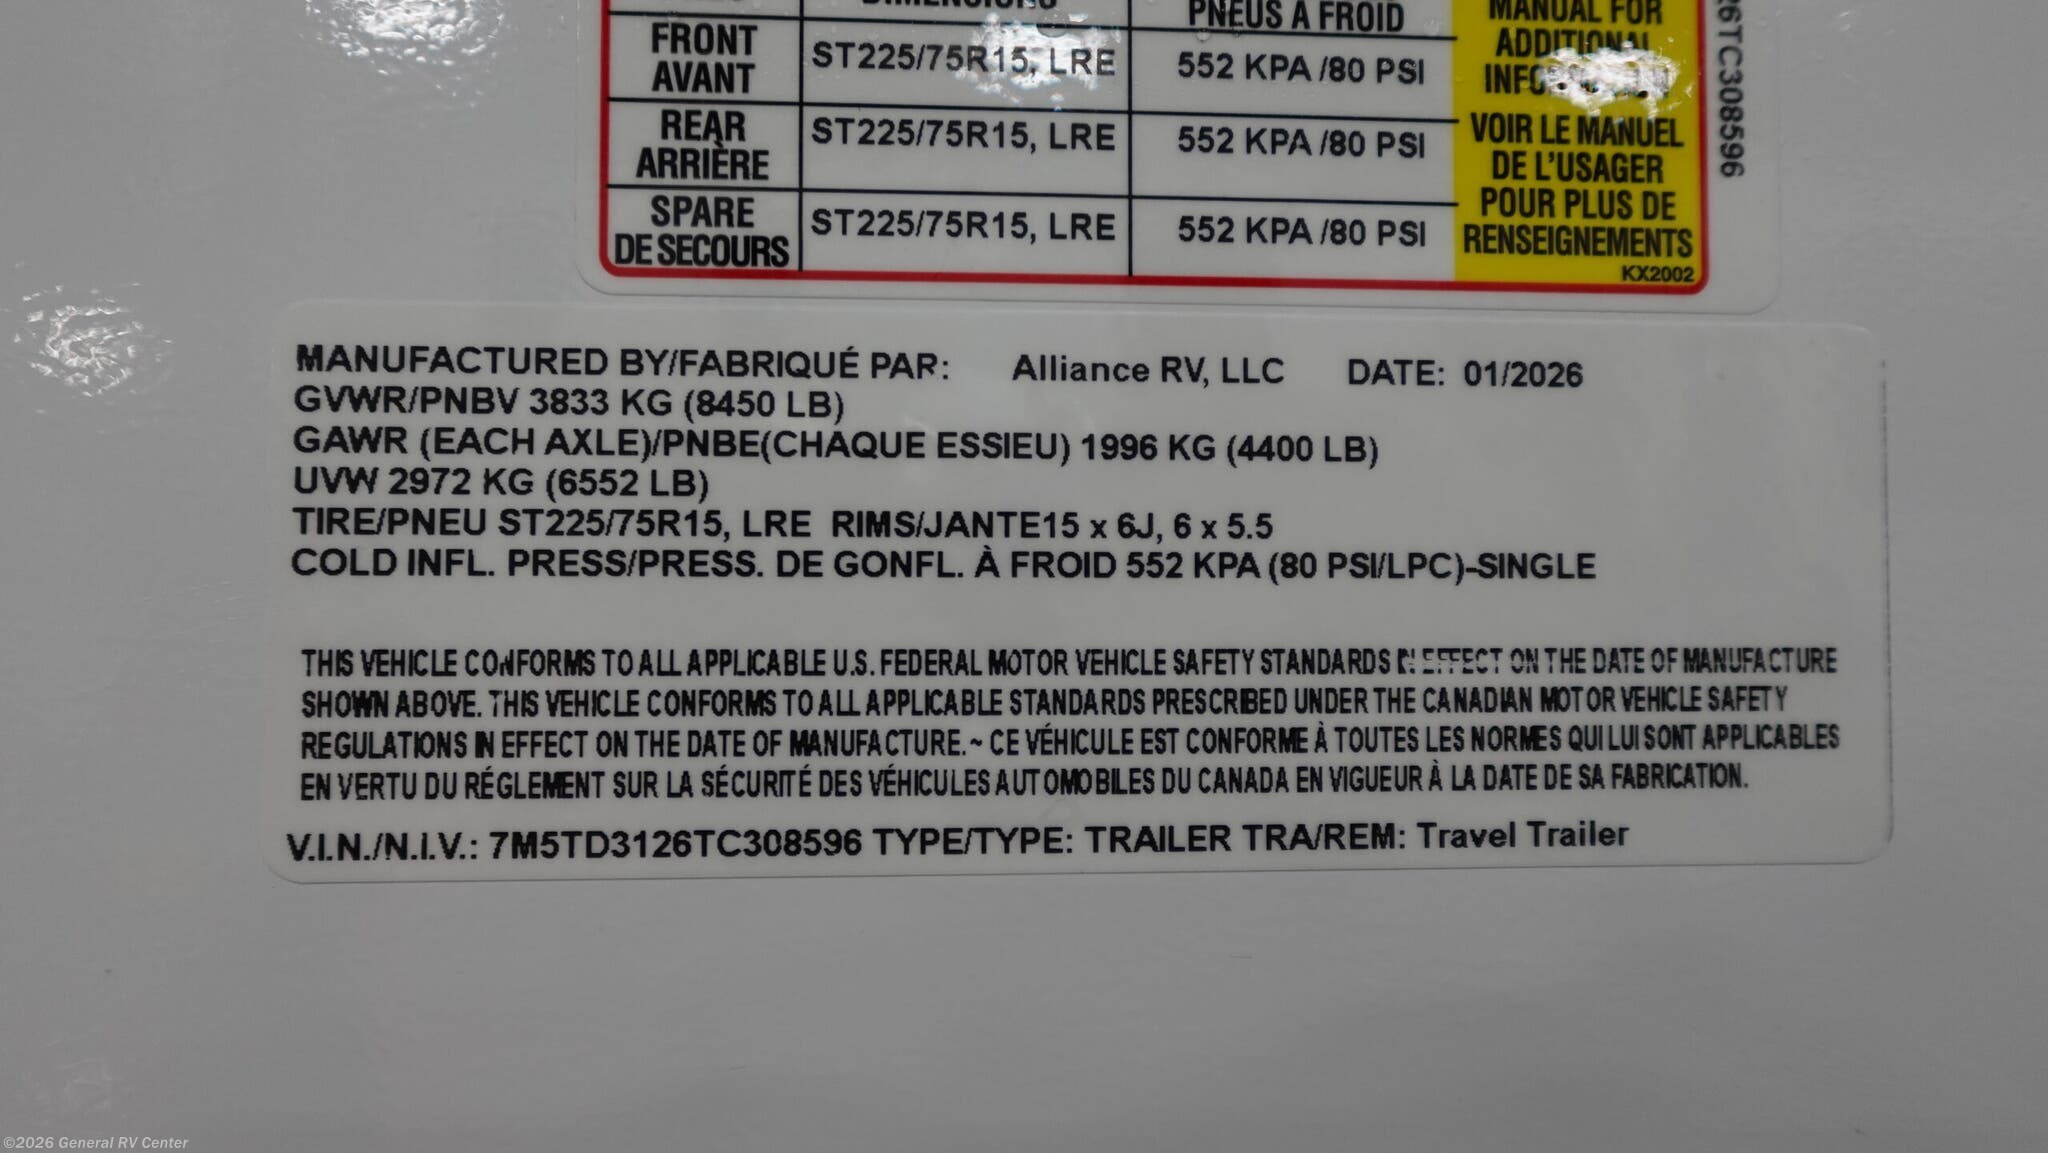 DIMENSIONS
PNEUS À FROID
MANUAL FOR
ADDITIONAL
FRONT
AVANT
ST225/75R15, LRE
552 KPA /80 PSI
REAR
ARRIÈRE
ST225/75R15, LRE
552 KPA /80 PSI
SPARE
DE SECOURS
ST225/75R15, LRE
552 KPA /80 PSI
VOIR LE MANUEL
DE L'USAGER
POUR PLUS DE
RENSEIGNEMENTS
KX2002
6TC308596
MANUFACTURED BY/FABRIQUÉ PAR: Alliance RV, LLC DATE: 01/2026
GVWR/PNBV 3833 KG (8450 LB)
GAWR (EACH AXLE)/PNBE(CHAQUE ESSIEU) 1996 KG (4400 LB)
UVW 2972 KG (6552 LB)
TIRE/PNEU ST225/75R15, LRE RIMS/JANTE15 x 6J, 6 x 5.5
COLD INFL. PRESS/PRESS. DE GONFL. À FROID 552 KPA (80 PSI/LPC)-SINGLE
THIS VEHICLE CONFORMS TO ALL APPLICABLE U.S. FEDERAL MOTOR VEHICLE SAFETY STANDARDS IN EFFECT ON THE DATE OF MANUFACTURE
SHOWN ABOVE. THIS VEHICLE CONFORMS TO ALL APPLICABLE STANDARDS PRESCRIBED UNDER THE CANADIAN MOTOR VEHICLE SAFETY
REGULATIONS IN EFFECT ON THE DATE OF MANUFACTURE.~ CE VÉHICULE EST CONFORME À TOUTES LES NORMES QUI LUI SONT APPLICABLES
EN VERTU DU RÉGLEMENT SUR LA SÉCURITÉ DES VÉHICULES AUTOMOBILES DU CANADA EN VIGUEUR À LA DATE DE SA FABRICATION.
V.I.N./N.I.V.: 7M5TD3126TC308596 TYPE/TYPE: TRAILER TRA/REM: Travel Trailer
©2026 General RV Center